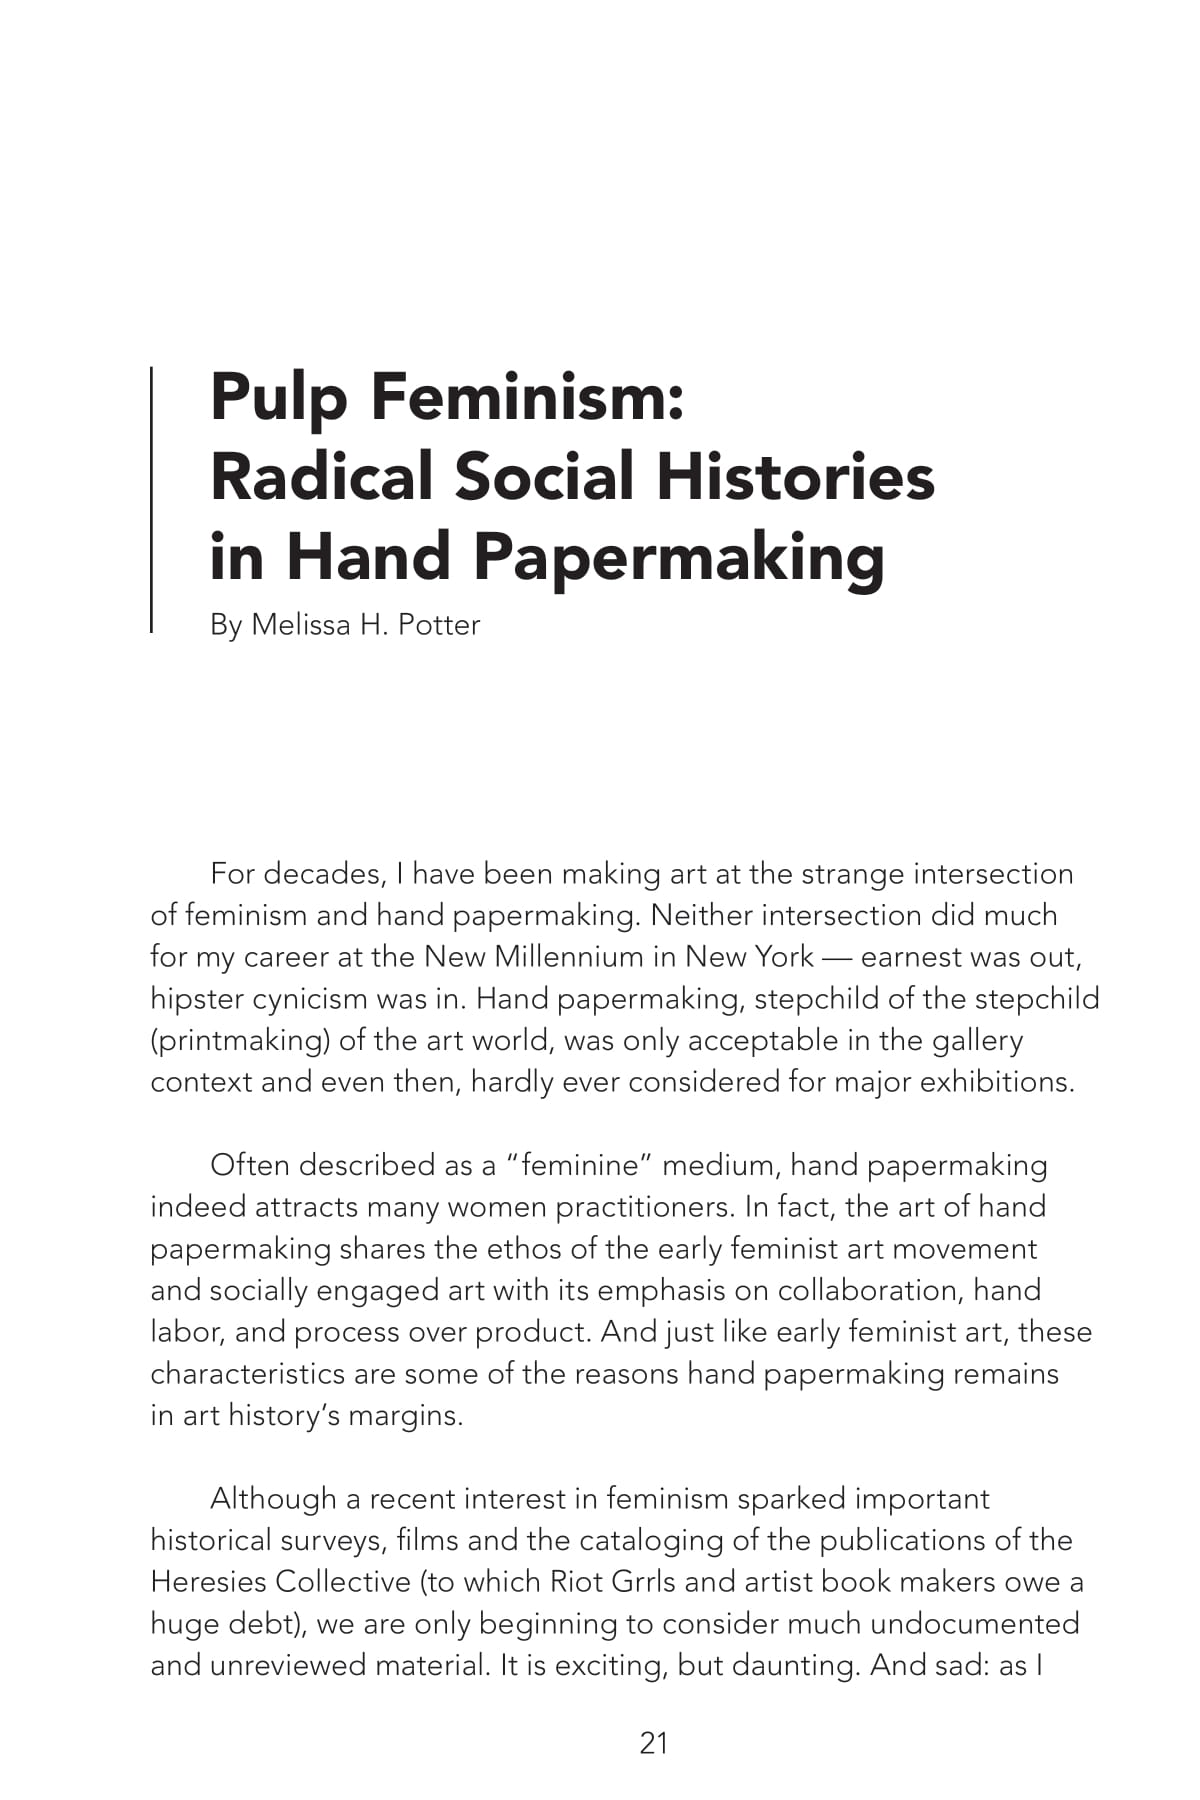 Pulp Feminism:
Radical Social Histories
in Hand Papermaking
By Melissa H. Potter
For decades, I have been making art at the strange intersection
of feminism and hand papermaking. Neither intersection did much
for my career at the New Millennium in New York — earnest was out,
hipster cynicism was in. Hand papermaking, stepchild of the stepchild
(printmaking) of the art world, was only acceptable in the gallery
context and even then, hardly ever considered for major exhibitions.
Often described as a “feminine” medium, hand papermaking
indeed attracts many women practitioners. In fact, the art of hand
papermaking shares the ethos of the early feminist art movement
and socially engaged art with its emphasis on collaboration, hand
labor, and process over product. And just like early feminist art, these
characteristics are some of the reasons hand papermaking remains
in art history’s margins.
Although a recent interest in feminism sparked important
historical surveys, films and the cataloging of the publications of the
Heresies Collective (to which Riot Grrls and artist book makers owe a
huge debt), we are only beginning to consider much undocumented
and unreviewed material. It is exciting, but daunting. And sad: as I
21